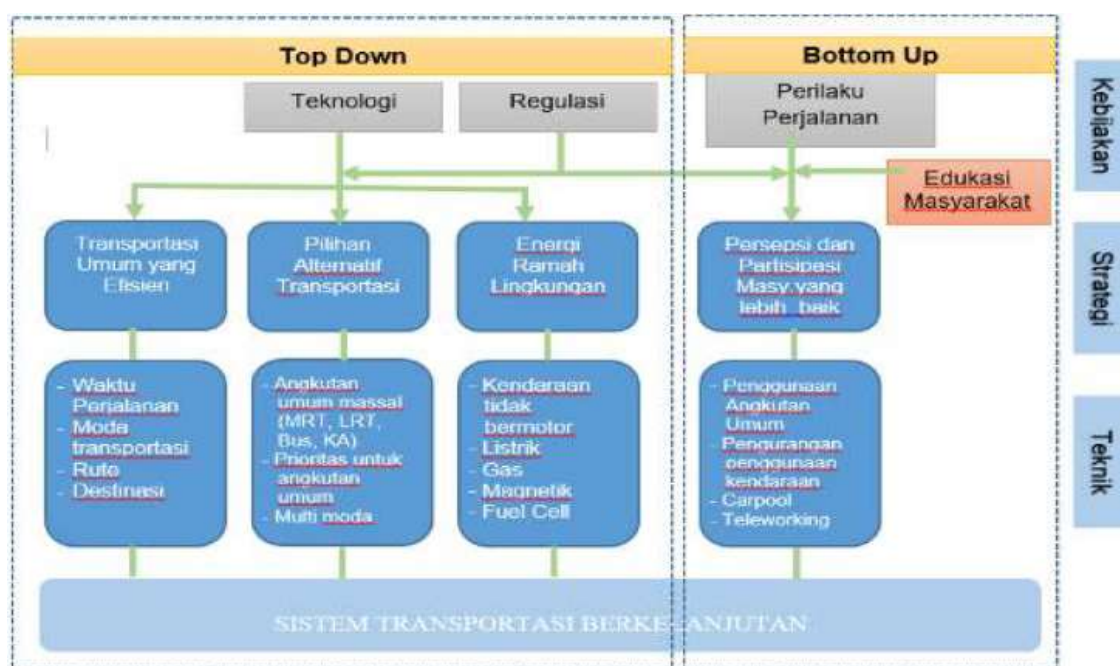 Top Down
Bottom Up
Teknologi
Regulasi
Perilaku
Perjalanan
Edukasi
Masyarakat
Kebijakan
Transportasi
Umum yang
Efisien
Pilihan
Alternatif
Transportasi
Energi
Ramah
Lingkungan
Persepsi dan
Partisipasi
Masy yang
lebih baik
Strategi
- Waktu
Perjalanan
- Moda
transportasi
- Rute
- Destinasi
- Angkutan
umum massal
(MRT, LRT,
Bus, KA)
- Prioritas untuk
angkutan
umum
- Multi moda
- Kendaraan
tidak
bermotor
- Listrik
- Gas
- Magnetik
- Fuel Cell
- Penggunaan
Angkutan
Umum
- Pengurangan
penggunaan
kendaraan
- Carpool
- Teleworking
Teknik
SISTEM TRANSPORTASI BERKELANJUTAN